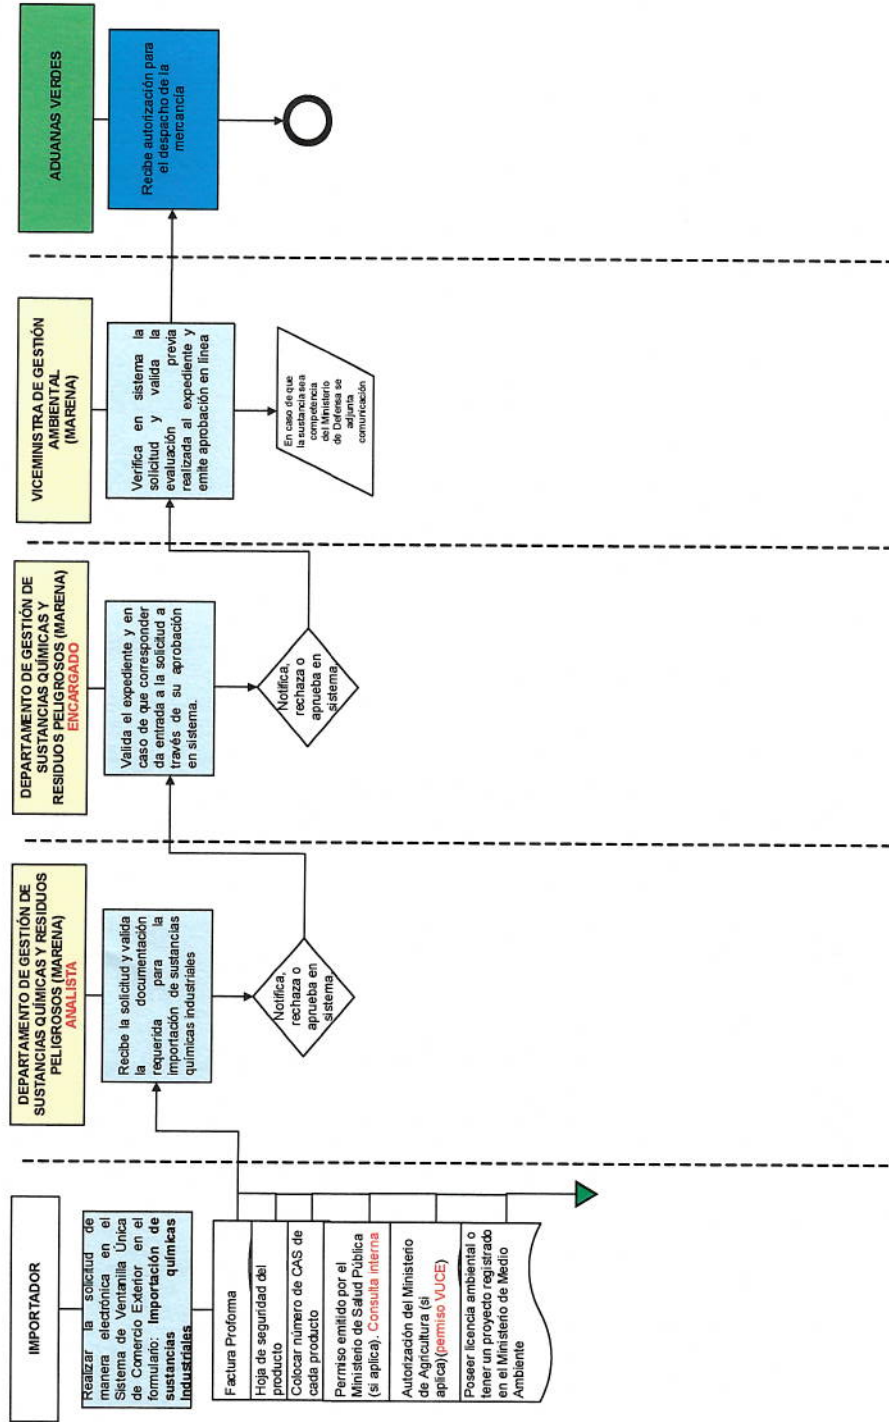 IMPORTADOR
Realizar la solicitud de
manera electrónica en el
Sistema de Ventanilla Única
de Comercio Exterior en el
formulario: Importación de
sustancias químicas
Industriales
Factura Proforma
Hoja de seguridad del
producto
Colocar número de CAS de
cada producto
Permiso emitido por el
Ministerio de Salud Pública
(si aplica). Consulta interna
Autorización del Ministerio
de Agricultura (si
aplica)(permiso VUCE)
Poseer licencia ambiental o
tener un proyecto registrado
en el Ministerio de Medio
Ambiente
DEPARTAMENTO DE GESTIÓN DE
SUSTANCIAS QUÍMICAS Y RESIDUOS
PELIGROSOS (MARENA)
ANALISTA
Recibe la solicitud y valida
la documentación
requerida para la
importación de sustancias
químicas industriales
Notifica,
rechaza o
aprueba en
sistema,
DEPARTAMENTO DE GESTIÓN DE
SUSTANCIAS QUÍMICAS Y
RESIDUOS PELIGROSOS (MARENA)
ENCARGADO
Valida el expediente y en
caso de que corresponder
da entrada a la solicitud a
través de su aprobación
en sistema.
Notifica,
rechaza o
aprueba en
sistema,
VICEMINISTRA DE GESTIÓN
AMBIENTAL
(MARENA)
Verifica en sistema la
solicitud y valida la
evaluación previa
realizada al expediente y
emite aprobación en línea
En caso de que
la sustancia sea
competencia
del Ministerio
de Defensa se
adjunta
comunicación
ADUANAS VERDES
Recibe autorización para
el despacho de la
mercancía